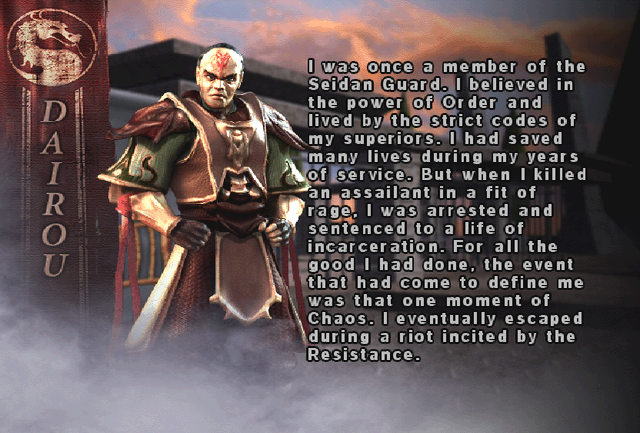 DAIROU
I was once a member of the
Seidan Guard. I believed in
the power of Order and
lived by the strict codes of
my superiors. I had saved
many lives during my years
of service. But when I killed
an assailant in a fit of
rage, I was arrested and
sentenced to a life of
incarceration. For all the
good I had done, the event
that had come to define me
was that one moment of
Chaos. I eventually escaped
during a riot incited by the
Resistance.